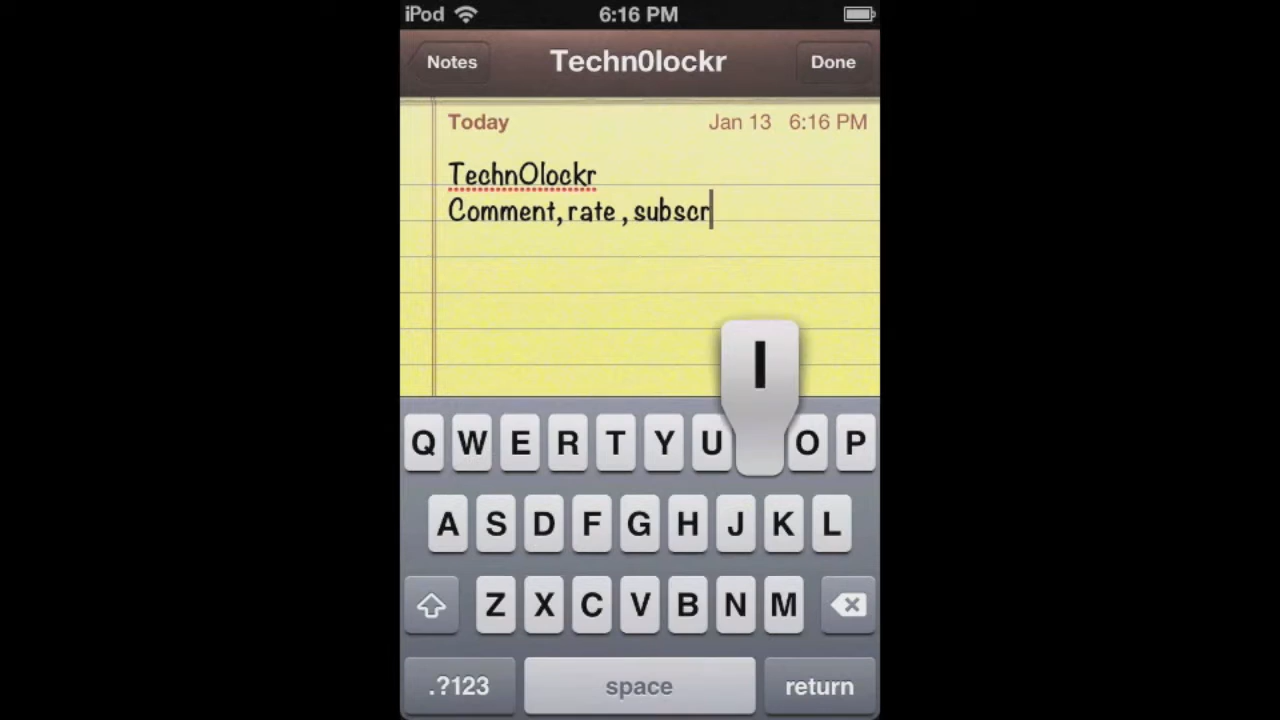 iPod 6:16 PM
Notes Techn0lockr Done
Today Jan 13 6:16 PM
Techn0lockr
Comment, rate , subscr
I
Q W E R T Y U O P
A S D F G H J K L
Z X C V B N M
.?123 space return